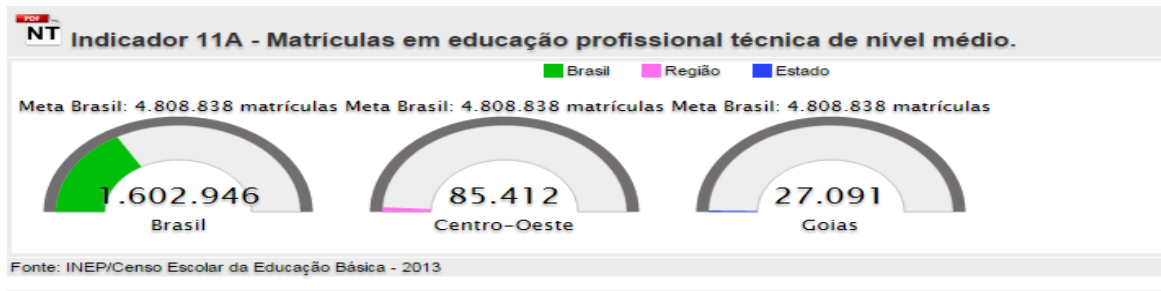 PDF
NT Indicador 11A - Matrículas em educação profissional técnica de nível médio.
Brasil Região Estado
Meta Brasil: 4.808.838 matrículas Meta Brasil: 4.808.838 matrículas Meta Brasil: 4.808.838 matrículas
1.602.946 85.412 27.091
Brasil Centro-Oeste Goias
Fonte: INEP/Censo Escolar da Educação Básica - 2013